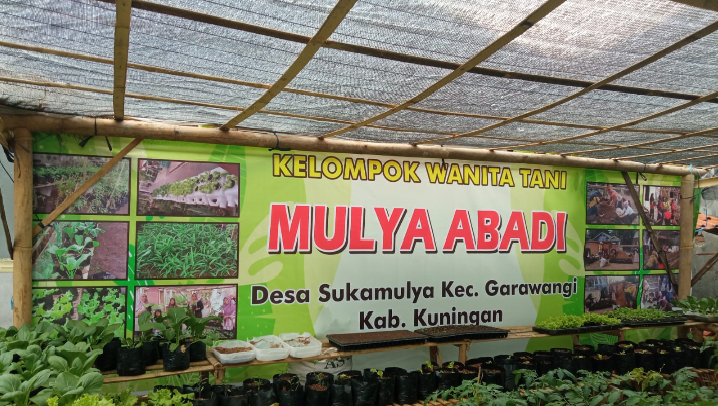 KELOMPOK WANITA TANI
MULYA ABADI
Desa Sukamulya Kec. Garawangi
Kab. Kuningan